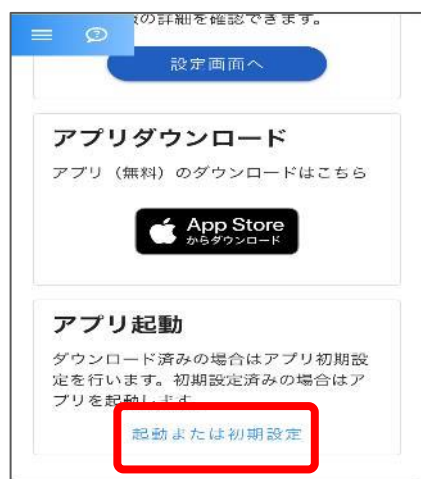 の詳細を確認できます。
設定画面へ
アプリダウンロード
アプリ（無料）のダウンロードはこちら
App Store
からダウンロード
アプリ起動
ダウンロード済みの場合はアプリ初期設
定を行います。初期設定済みの場合はア
プリを起動します
起動または初期設定